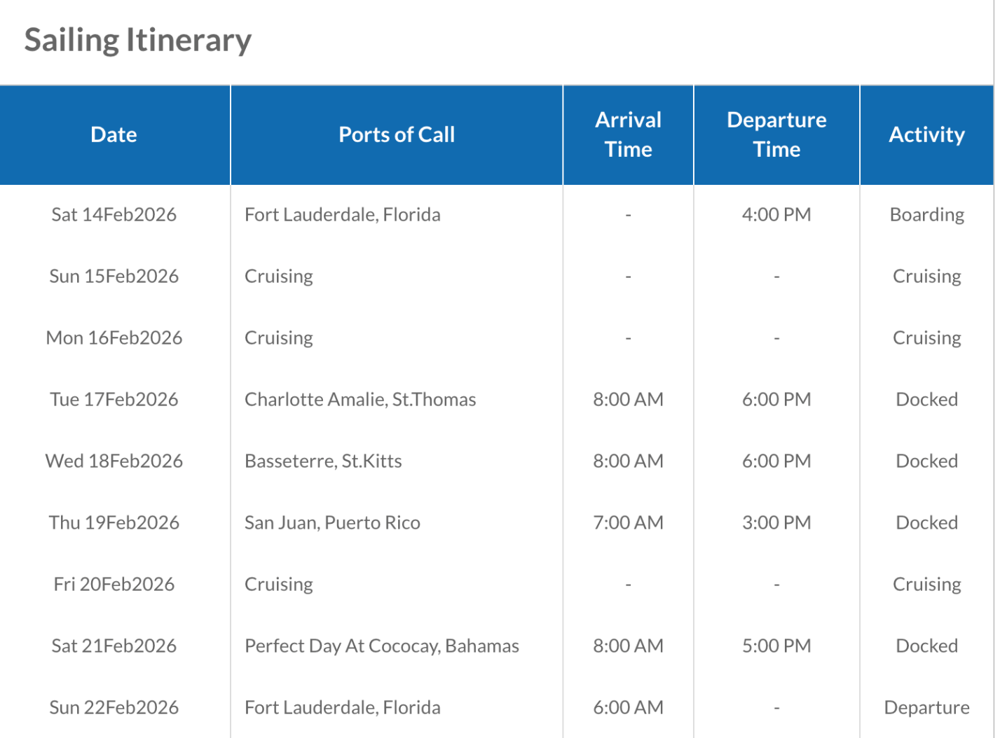 Sailing Itinerary
Date Ports of Call Arrival Time Departure Time Activity
Sat 14Feb2026 Fort Lauderdale, Florida - 4:00 PM Boarding
Sun 15Feb2026 Cruising - - Cruising
Mon 16Feb2026 Cruising - - Cruising
Tue 17Feb2026 Charlotte Amalie, St.Thomas 8:00 AM 6:00 PM Docked
Wed 18Feb2026 Basseterre, St.Kitts 8:00 AM 6:00 PM Docked
Thu 19Feb2026 San Juan, Puerto Rico 7:00 AM 3:00 PM Docked
Fri 20Feb2026 Cruising - - Cruising
Sat 21Feb2026 Perfect Day At Cococay, Bahamas 8:00 AM 5:00 PM Docked
Sun 22Feb2026 Fort Lauderdale, Florida 6:00 AM - Departure